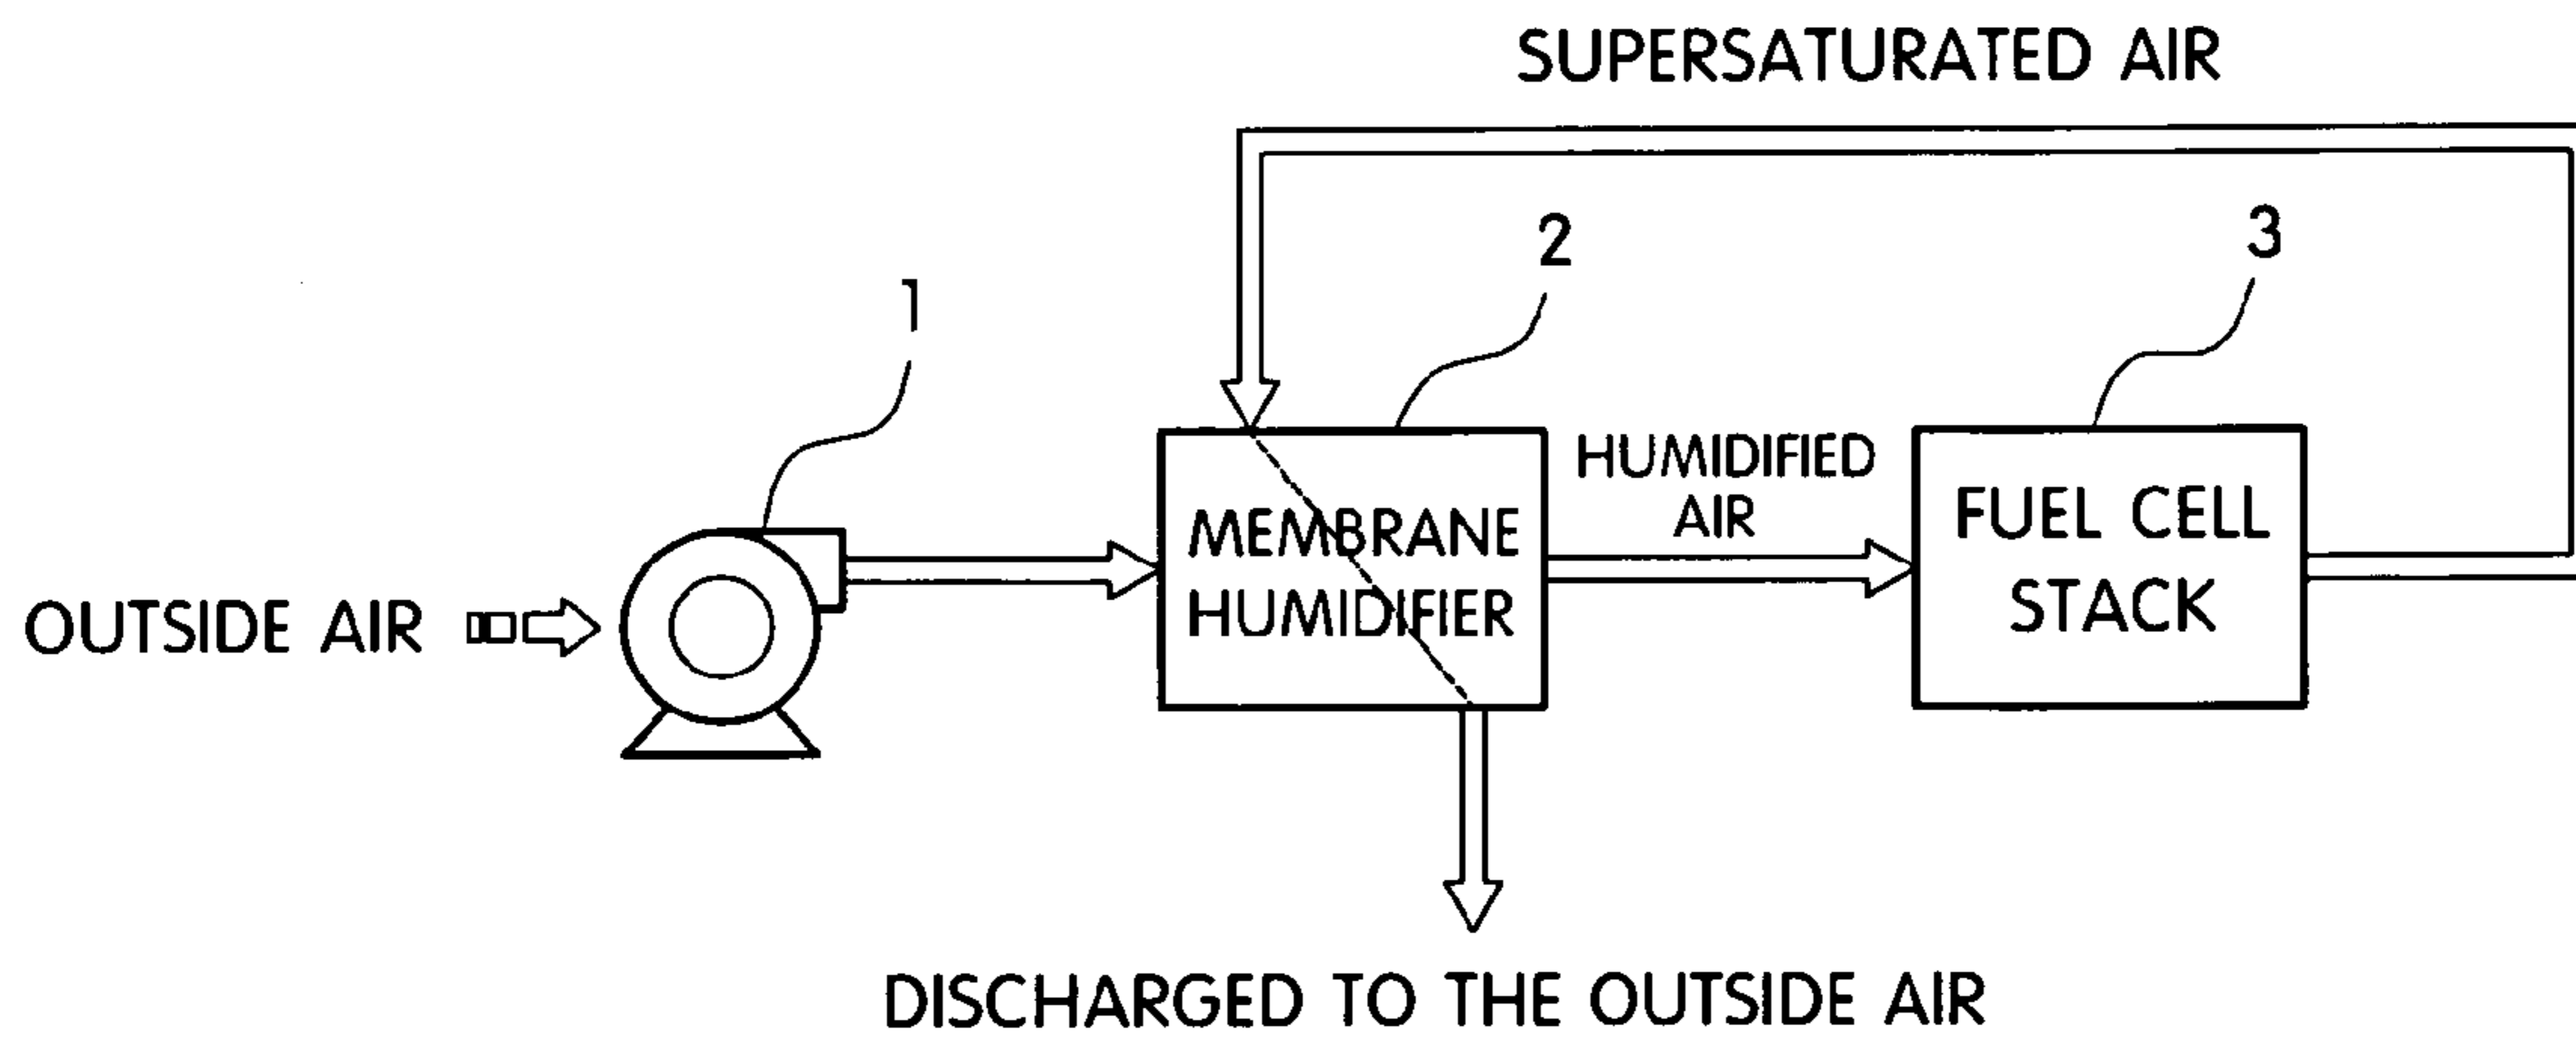 SUPERSATURATED AIR
1
2
3
OUTSIDE AIR
MEMBRANE
HUMIDIFIER
HUMIDIFIED
AIR
FUEL CELL
STACK
DISCHARGED TO THE OUTSIDE AIR